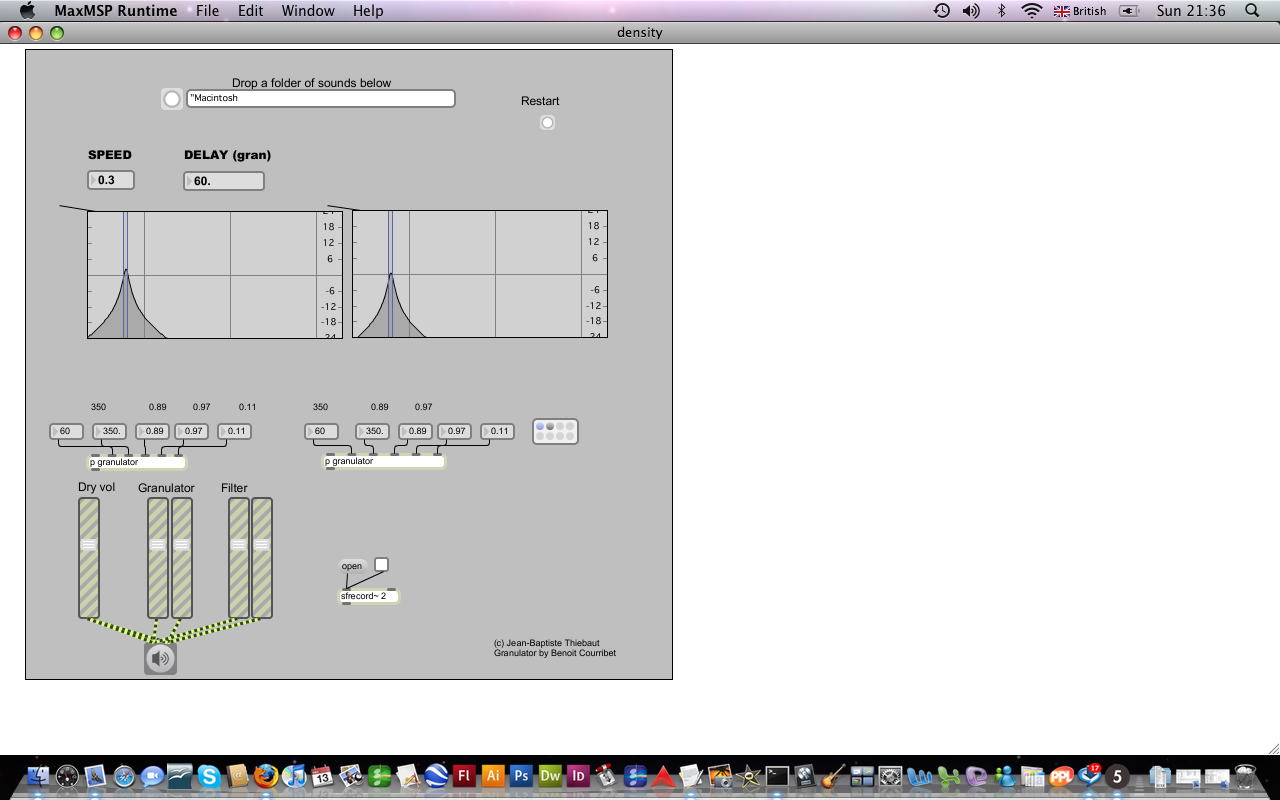 MaxMSP Runtime File Edit Window Help British Sun 21:36
density
Drop a folder of sounds below
"Macintosh
Restart
SPEED DELAY (gran)
0.3 60.
18 18
12 12
6 6
-6 -6
-12 -12
-18 -18
350 0.89 0.97 0.11 350 0.89 0.97
60 350. 0.89 0.97 0.11 60 350. 0.89 0.97 0.11
p granulator p granulator
Dry vol Granulator Filter
open
sfrecord~ 2
(c) Jean-Baptiste Thiebaut
Granulator by Benoit Courribet
13 Fl Ai Ps Dw Id PPL 17 5